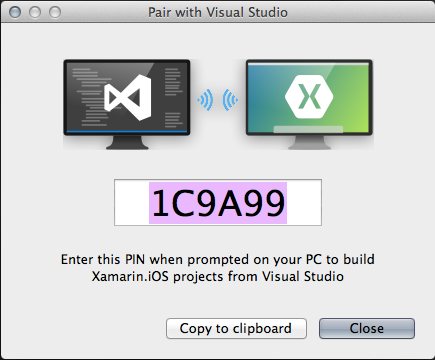 Pair with Visual Studio
1C9A99
Enter this PIN when prompted on your PC to build
Xamarin.iOS projects from Visual Studio
Copy to clipboard
Close